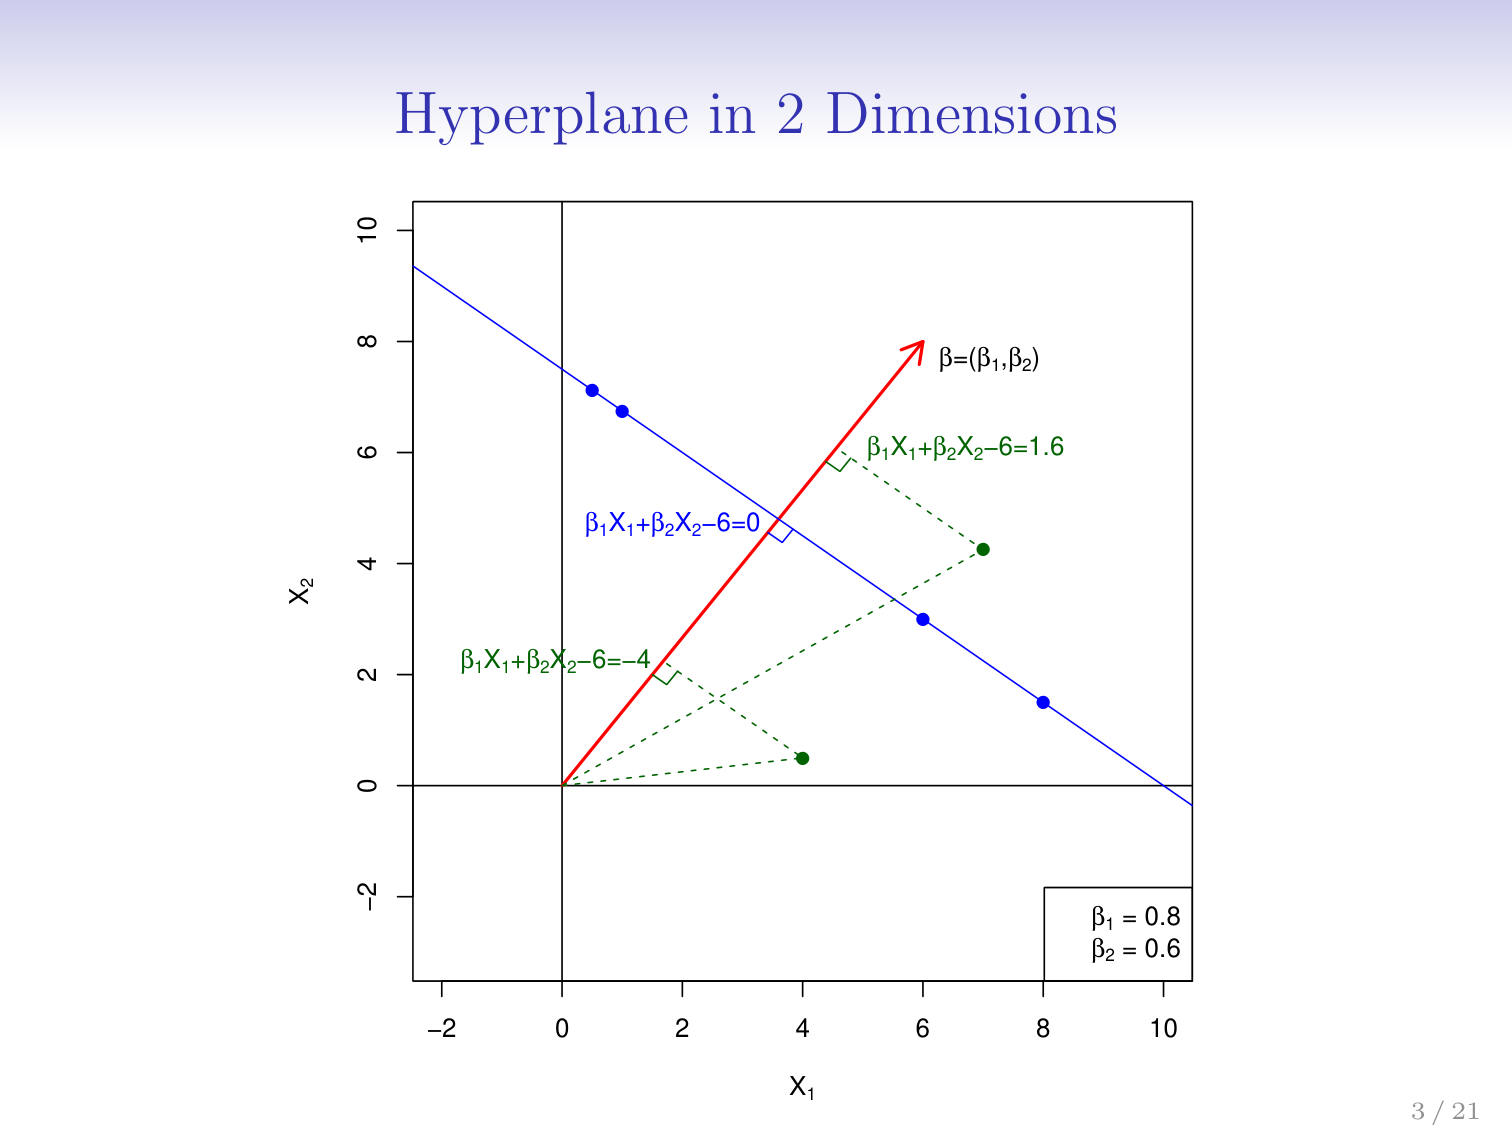 Hyperplane in 2 Dimensions
10
8
6
4
2
0
−2
X₂
β=(β₁,β₂)
β₁X₁+β₂X₂−6=1.6
β₁X₁+β₂X₂−6=0
β₁X₁+β₂X₂−6=−4
β₁ = 0.8
β₂ = 0.6
−2 0 2 4 6 8 10
X₁
3 / 21